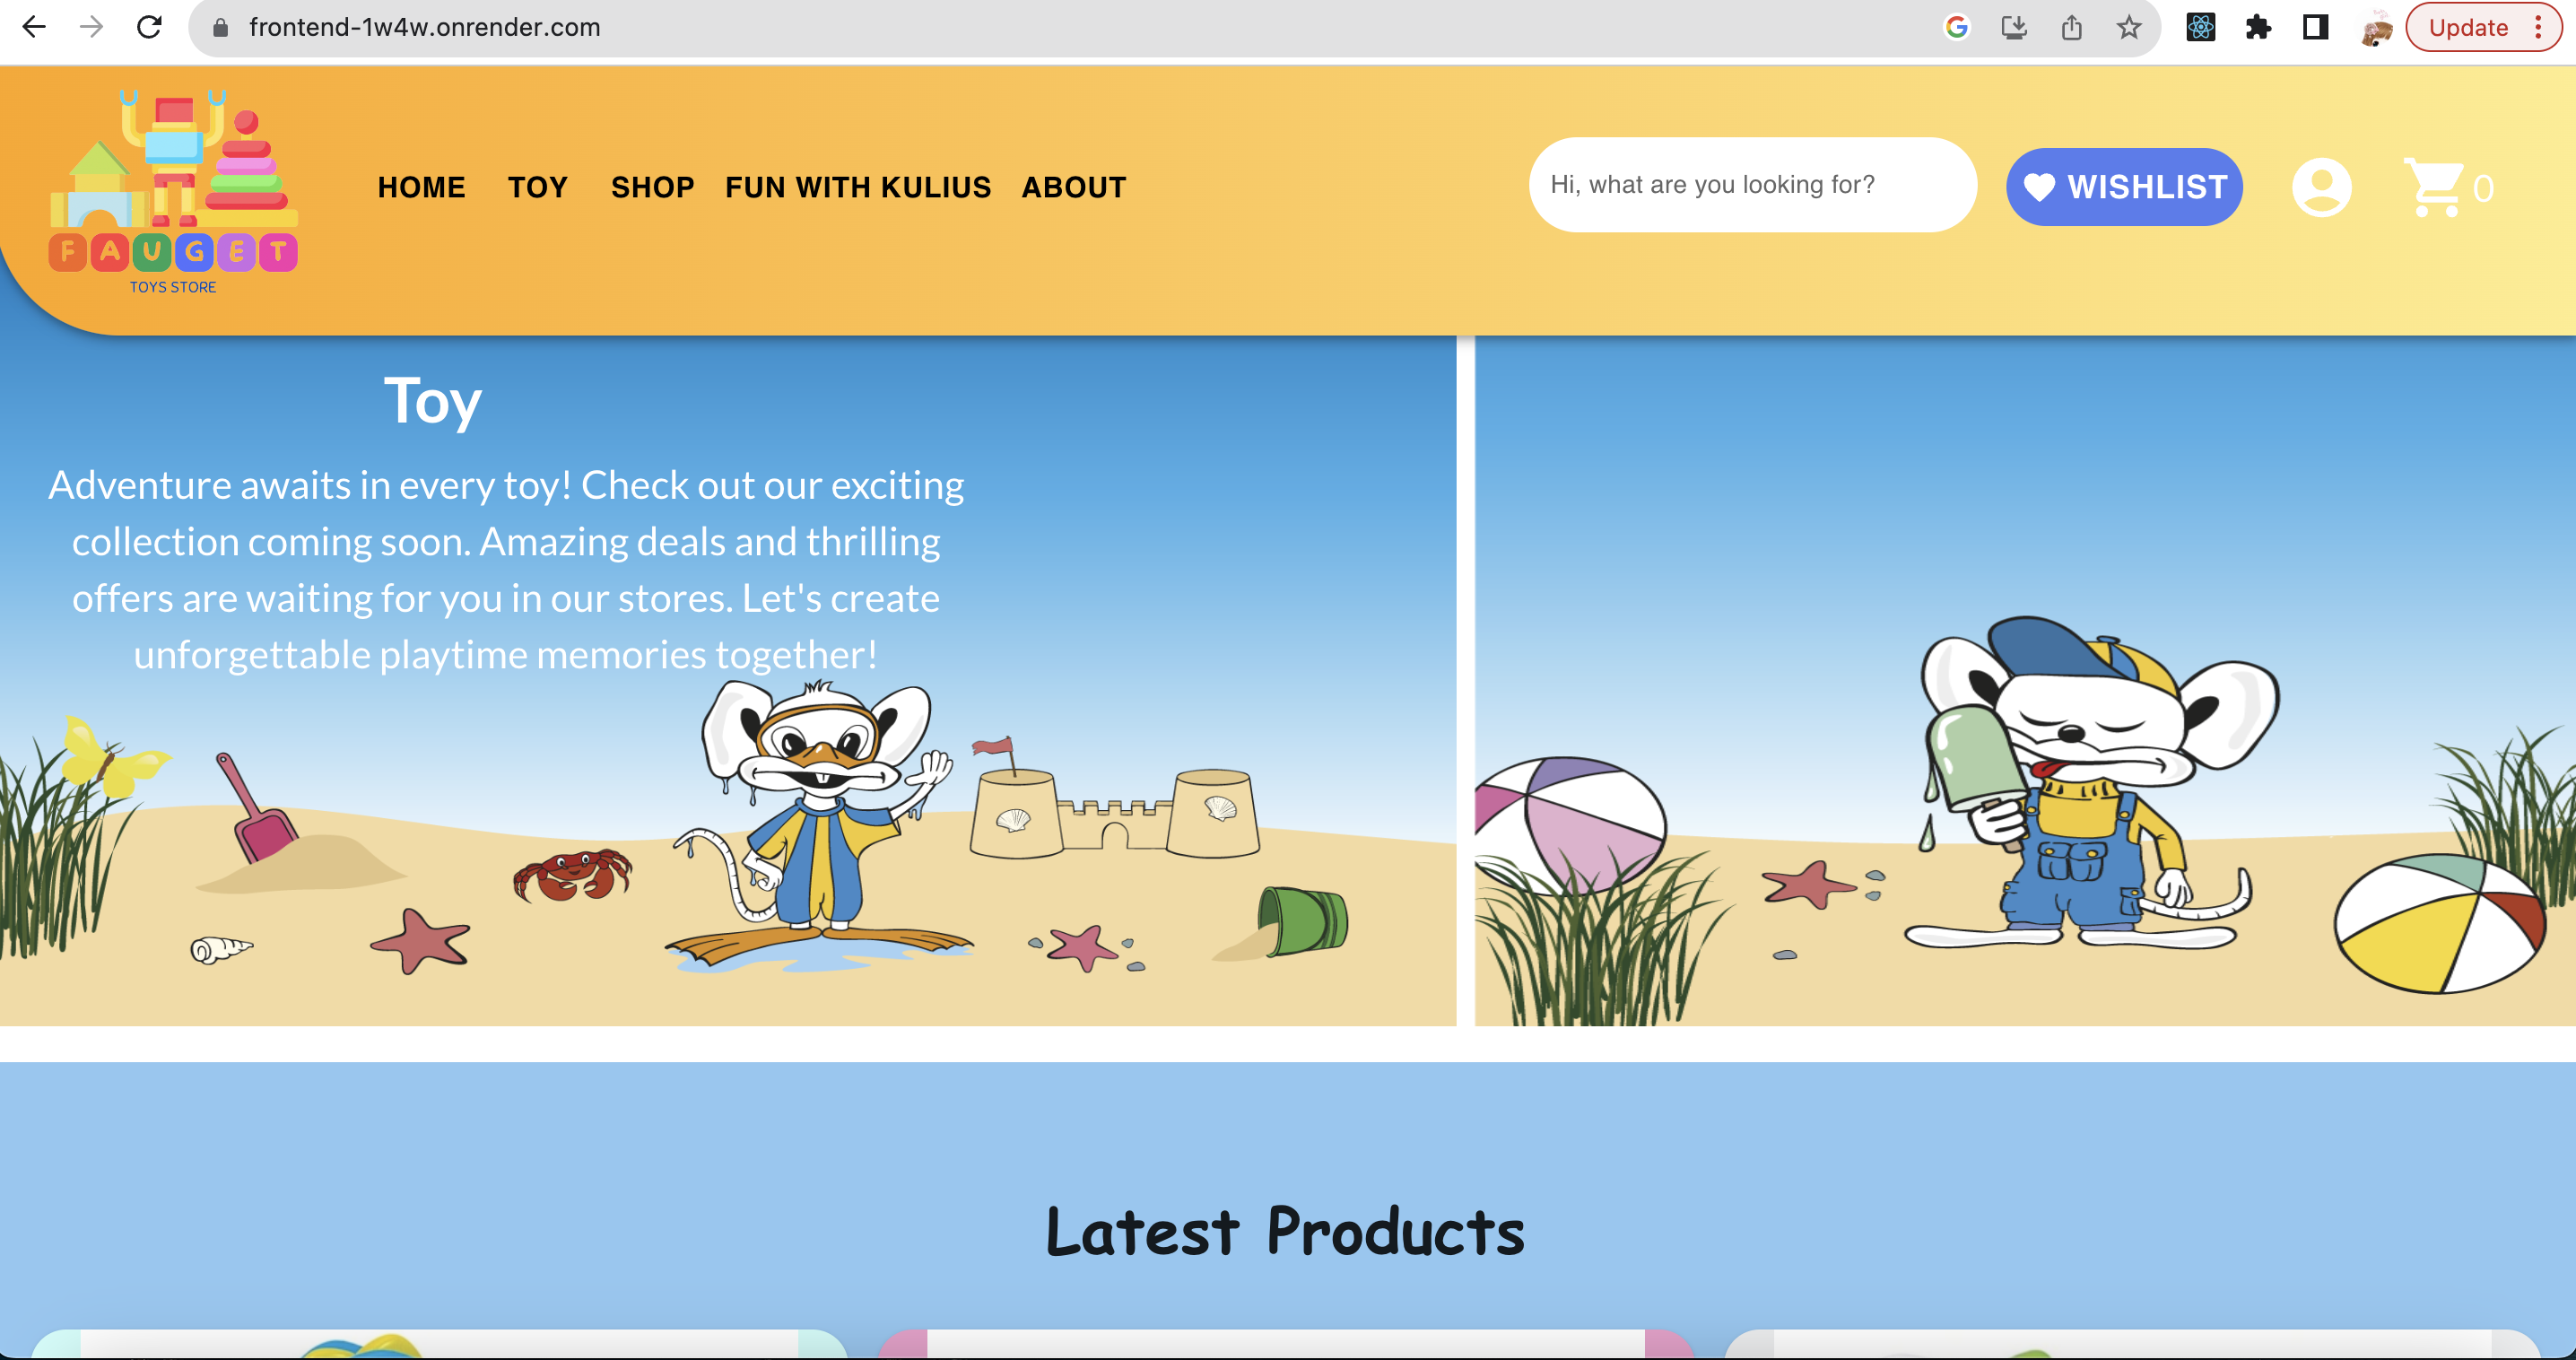 frontend-1w4w.onrender.com
Update
FAUGET
TOYS STORE
HOME TOY SHOP FUN WITH KULIUS ABOUT
Hi, what are you looking for?
WISHLIST
0
Toy
Adventure awaits in every toy! Check out our exciting
collection coming soon. Amazing deals and thrilling
offers are waiting for you in our stores. Let's create
unforgettable playtime memories together!
Latest Products